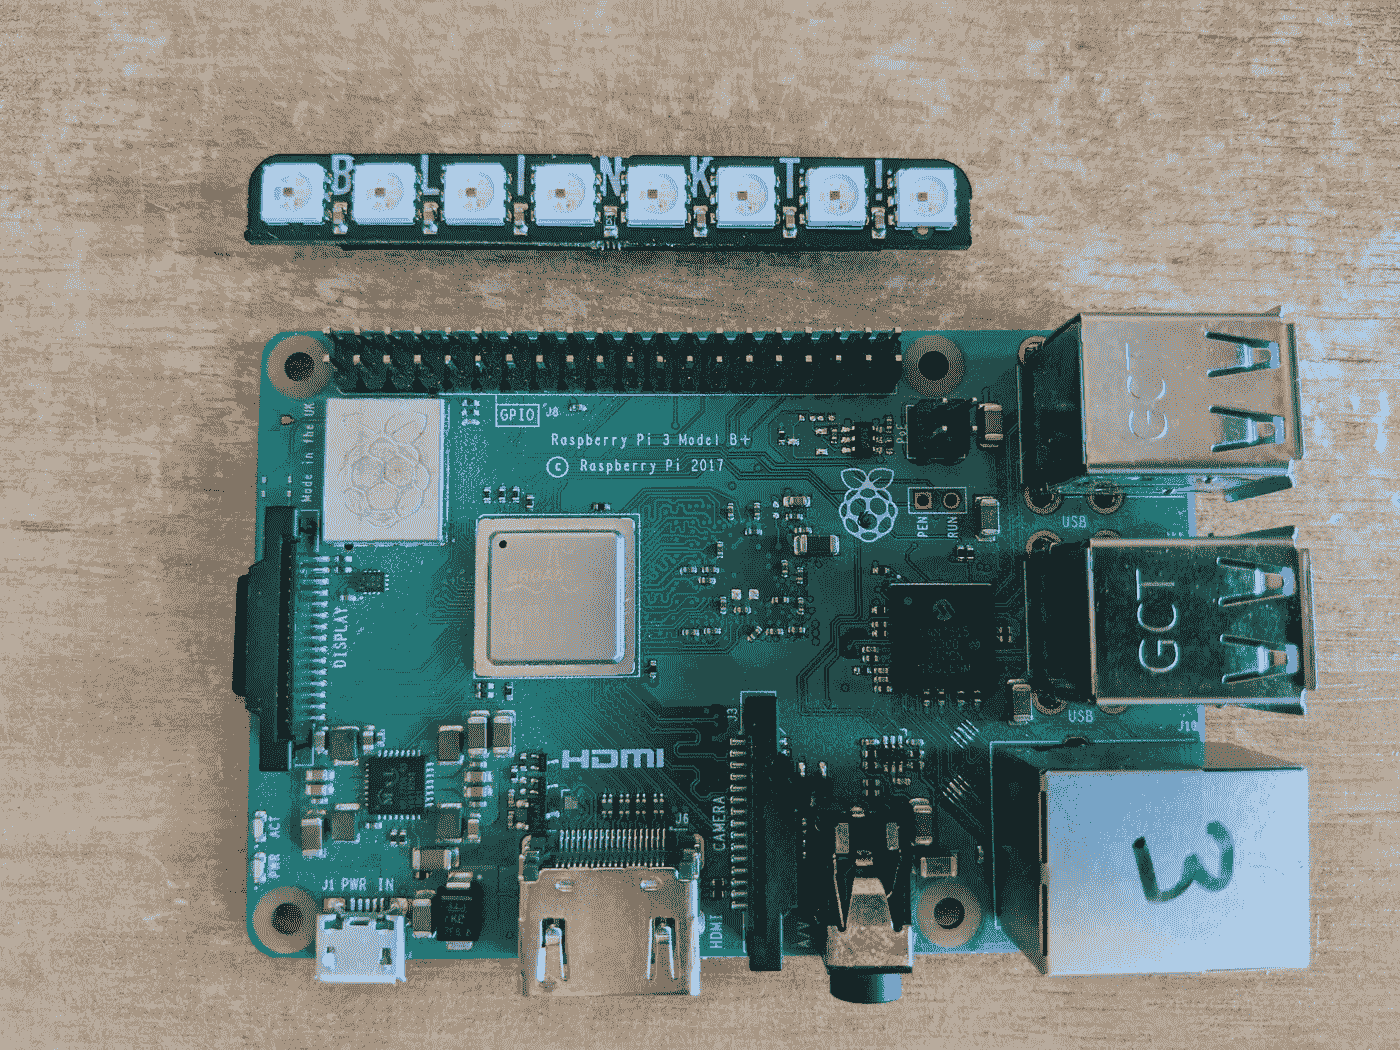 B L I N K T !
GPIO
J8
Raspberry Pi 3 Model B+
© Raspberry Pi 2017
Made in the UK
PoE
GCT
PEN
RUN
USB
DISPLAY
GCT
USB
J10
J3
HDMI
CAMERA
J6
ACT
PWR
J1 PWR IN
HDMI
A/V
3